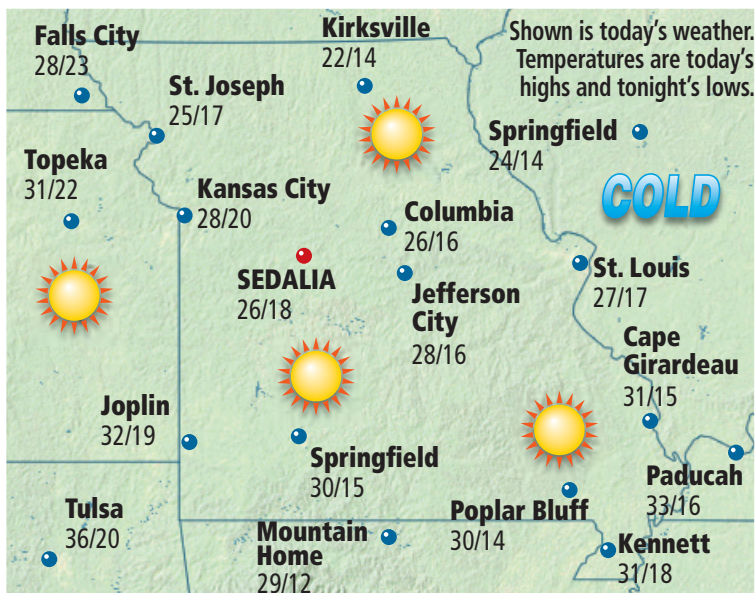 Falls City
28/23
Kirksville
22/14
Shown is today's weather.
Temperatures are today's
highs and tonight's lows.
St. Joseph
25/17
Springfield
24/14
Topeka
31/22
Kansas City
28/20
COLD
Columbia
26/16
SEDALIA
26/18
Jefferson
City
28/16
St. Louis
27/17
Cape
Girardeau
31/15
Joplin
32/19
Springfield
30/15
Paducah
33/16
Tulsa
36/20
Mountain
Home
29/12
Poplar Bluff
30/14
Kennett
31/18